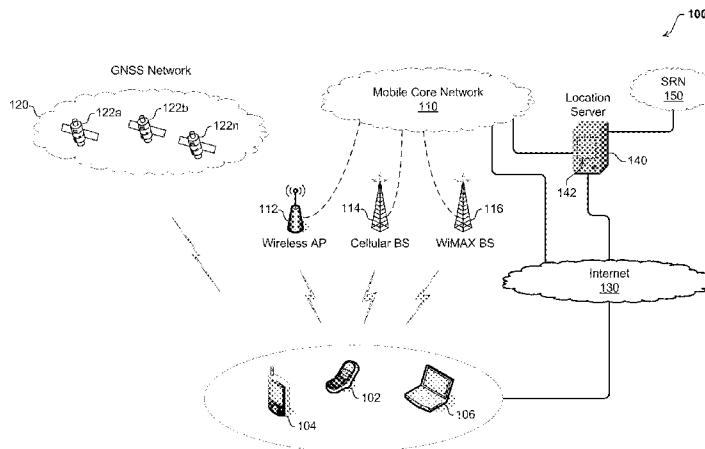 100
GNSS Network
120
122a
122b
122n
Mobile Core Network
110
Location
Server
SRN
150
140
142
112
Wireless AP
114
Cellular BS
116
WiMAX BS
Internet
130
104
102
106